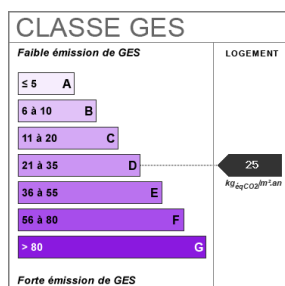 CLASSE GES
Faible émission de GES
LOGEMENT
≤ 5 A
6 à 10 B
11 à 20 C
21 à 35 D
25
kgéqCO2/m².an
36 à 55 E
56 à 80 F
> 80 G
Forte émission de GES